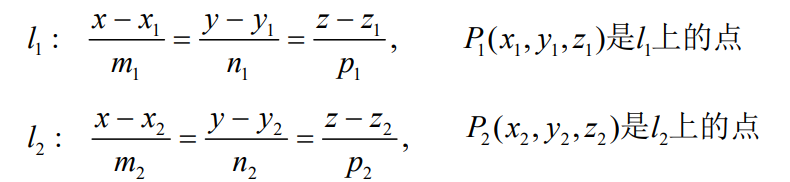 l₁: (x − x₁)/m₁ = (y − y₁)/n₁ = (z − z₁)/p₁, P₁(x₁, y₁, z₁)是l₁上的点
l₂: (x − x₂)/m₂ = (y − y₂)/n₂ = (z − z₂)/p₂, P₂(x₂, y₂, z₂)是l₂上的点